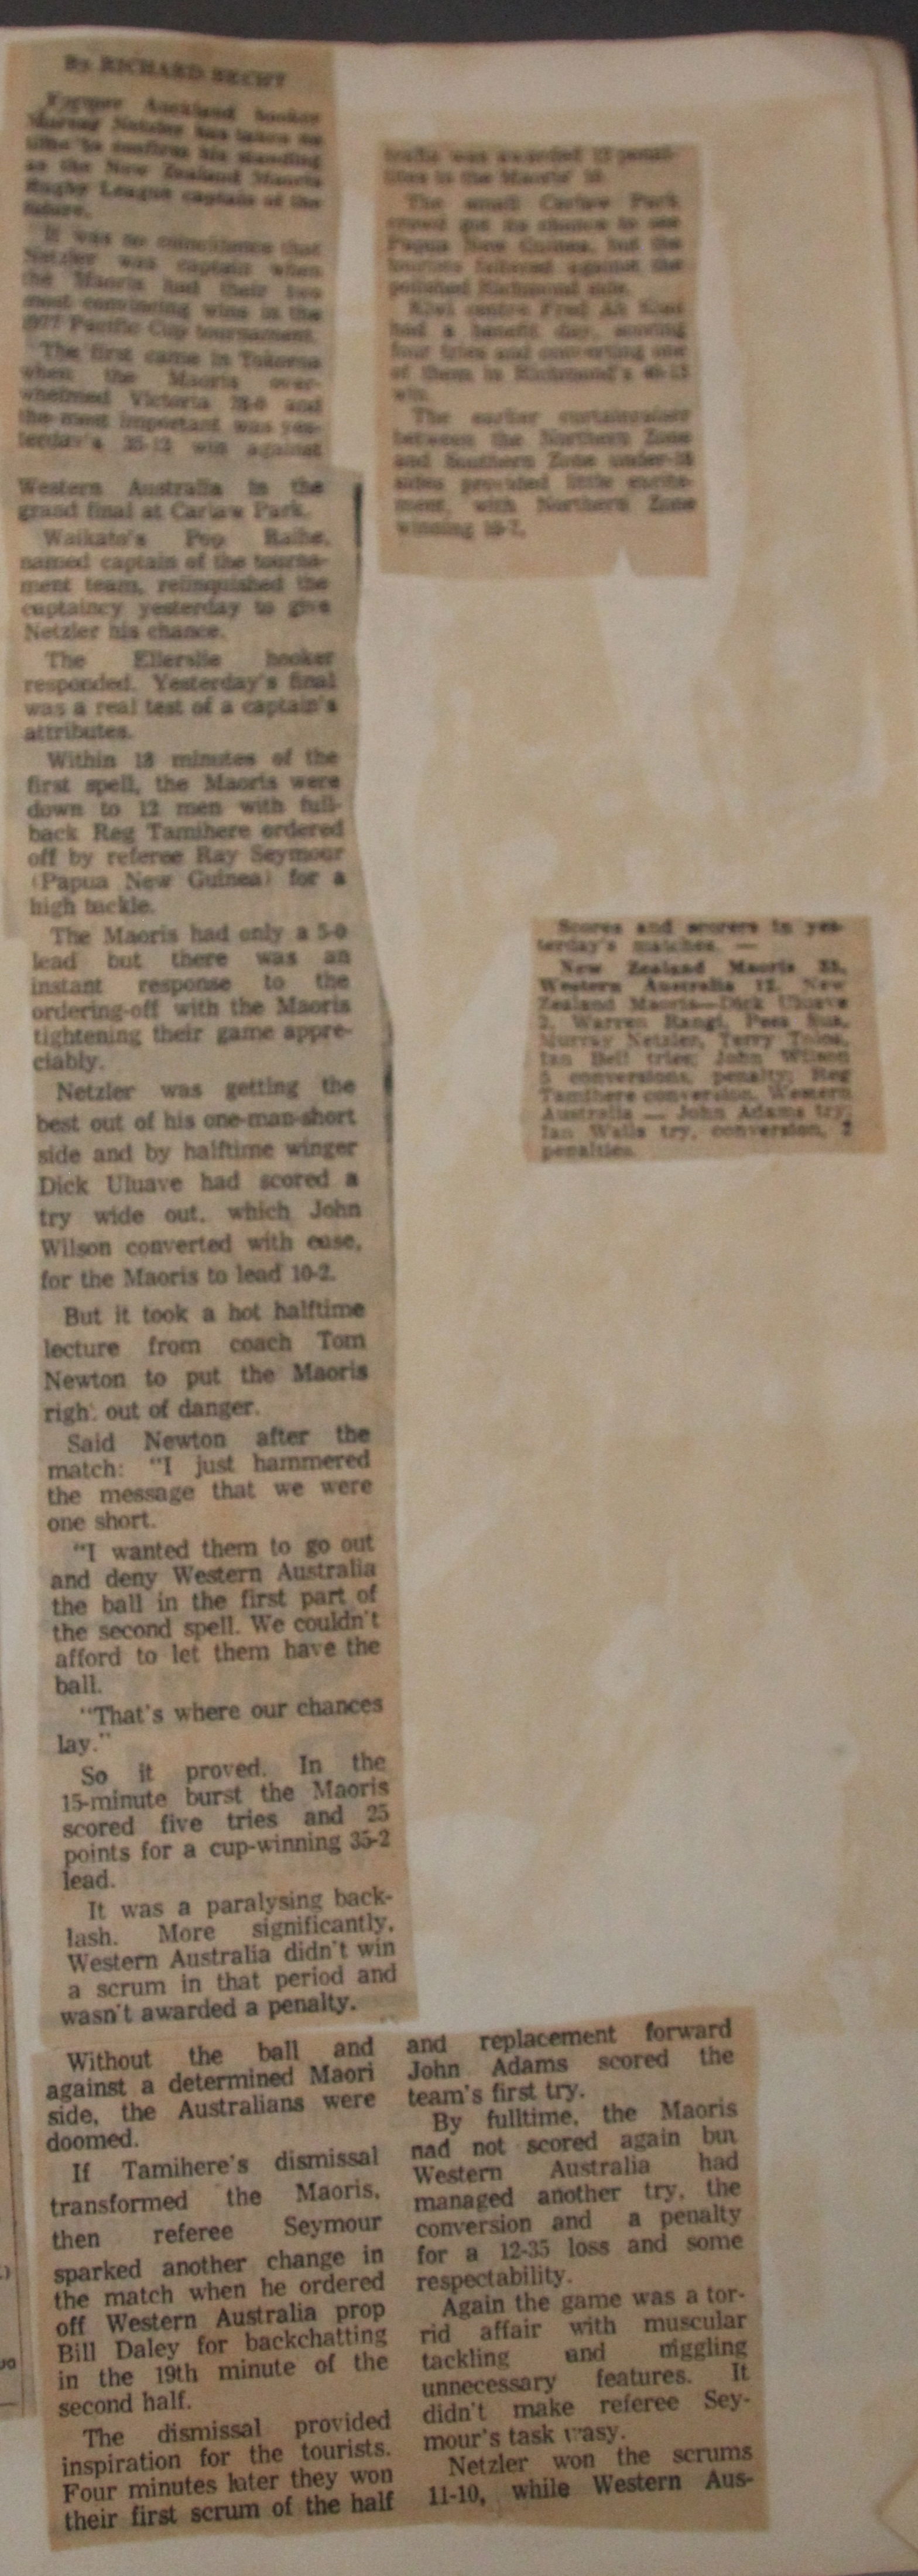 By RICHARD BECHT
Former Auckland hooker
Murray Netzler has taken no
time to confirm his standing
as the New Zealand Maoris
Rugby League captain of the
future.
It was no coincidence that
Netzler was captain when
the Maoris had their two
most convincing wins in the
1977 Pacific Cup tournament.
The first came in Tokoroa
when the Maoris over-
whelmed Victoria and
the most important was yes-
terday's 35-12 win against
Western Australia in the
grand final at Carlaw Park.
Waikato's
named captain of the tourna-
ment team, relinquished the
captaincy yesterday to give
Netzler his chance.
The Ellerslie hooker
responded. Yesterday's final
was a real test of a captain's
attributes.
Within 18 minutes of the
first spell, the Maoris were
down to 12 men with full-
back Reg Tamihere ordered
off by referee Ray Seymour
(Papua New Guinea) for a
high tackle.
The Maoris had only a 5-0
lead but there was an
instant response to the
ordering-off with the Maoris
tightening their game appre-
ciably.
Netzler was getting the
best out of his one-man-short
side and by halftime winger
Dick Uluave had scored a
try wide out, which John
Wilson converted with ease,
for the Maoris to lead 10-2.
But it took a hot halftime
lecture from coach Tom
Newton to put the Maoris
righ: out of danger.
Said Newton after the
match: "I just hammered
the message that we were
one short.
"I wanted them to go out
and deny Western Australia
the ball in the first part of
the second spell. We couldn't
afford to let them have the
ball.
"That's where our chances
lay."
So it proved. In the
15-minute burst the Maoris
scored five tries and 25
points for a cup-winning 35-2
lead.
It was a paralysing back-
lash. More significantly,
Western Australia didn't win
a scrum in that period and
wasn't awarded a penalty.
Without the ball and
against a determined Maori
side, the Australians were
doomed.
If Tamihere's dismissal
transformed the Maoris,
then referee Seymour
sparked another change in
the match when he ordered
off Western Australia prop
Bill Daley for backchatting
in the 19th minute of the
second half.
The dismissal provided
inspiration for the tourists.
Four minutes later they won
their first scrum of the half
and replacement forward
John Adams scored the
team's first try.
By fulltime, the Maoris
had not scored again but
Western Australia had
managed another try, the
conversion and a penalty
for a 12-35 loss and some
respectability.
Again the game was a tor-
rid affair with muscular
tackling and niggling
unnecessary features. It
didn't make referee Sey-
mour's task easy.
Netzler won the scrums
11-10, while Western Aus-
tralia was awarded penal-
ties to the Maoris'
The small Carlaw Park
crowd got its chance to see
Papua New Guinea, but the
tourists faltered against the
polished Richmond side.
Kiwi centre Fred Ah Kuoi
had a benefit day, scoring
four tries and converting one
of them in Richmond's
win.
The earlier curtainraiser
between the Northern Zone
and Southern Zone
sides provided little excite-
ment, with Northern Zone
winning
Scores and scorers in yes-
terday's matches. —
New Zealand Maoris 35,
Western Australia 12. New
Zealand Maoris—Dick Uluave
2, Warren Rangi,
Murray Netzler, Terry
Ian Bell tries; John Wilson
5 conversions, penalty; Reg
Tamihere conversion. Western
Australia — John Adams try,
Ian Walls try, conversion, 2
penalties.